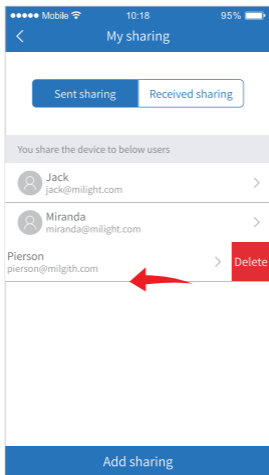 Mobile 10:18 95%
My sharing
Sent sharing Received sharing
You share the device to below users
Jack
jack@milight.com
Miranda
miranda@milight.com
Pierson
pierson@milgith.com
Delete
Add sharing